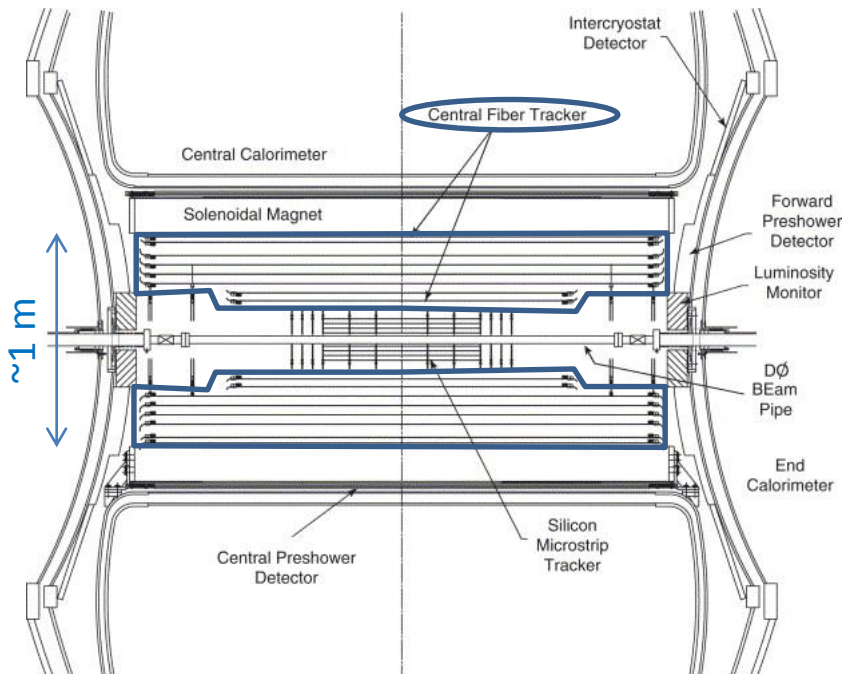 Intercryostat
Detector
Central Fiber Tracker
Central Calorimeter
Solenoidal Magnet
Forward
Preshower
Detector
Luminosity
Monitor
~1 m
DØ
BEam
Pipe
End
Calorimeter
Silicon
Microstrip
Tracker
Central Preshower
Detector